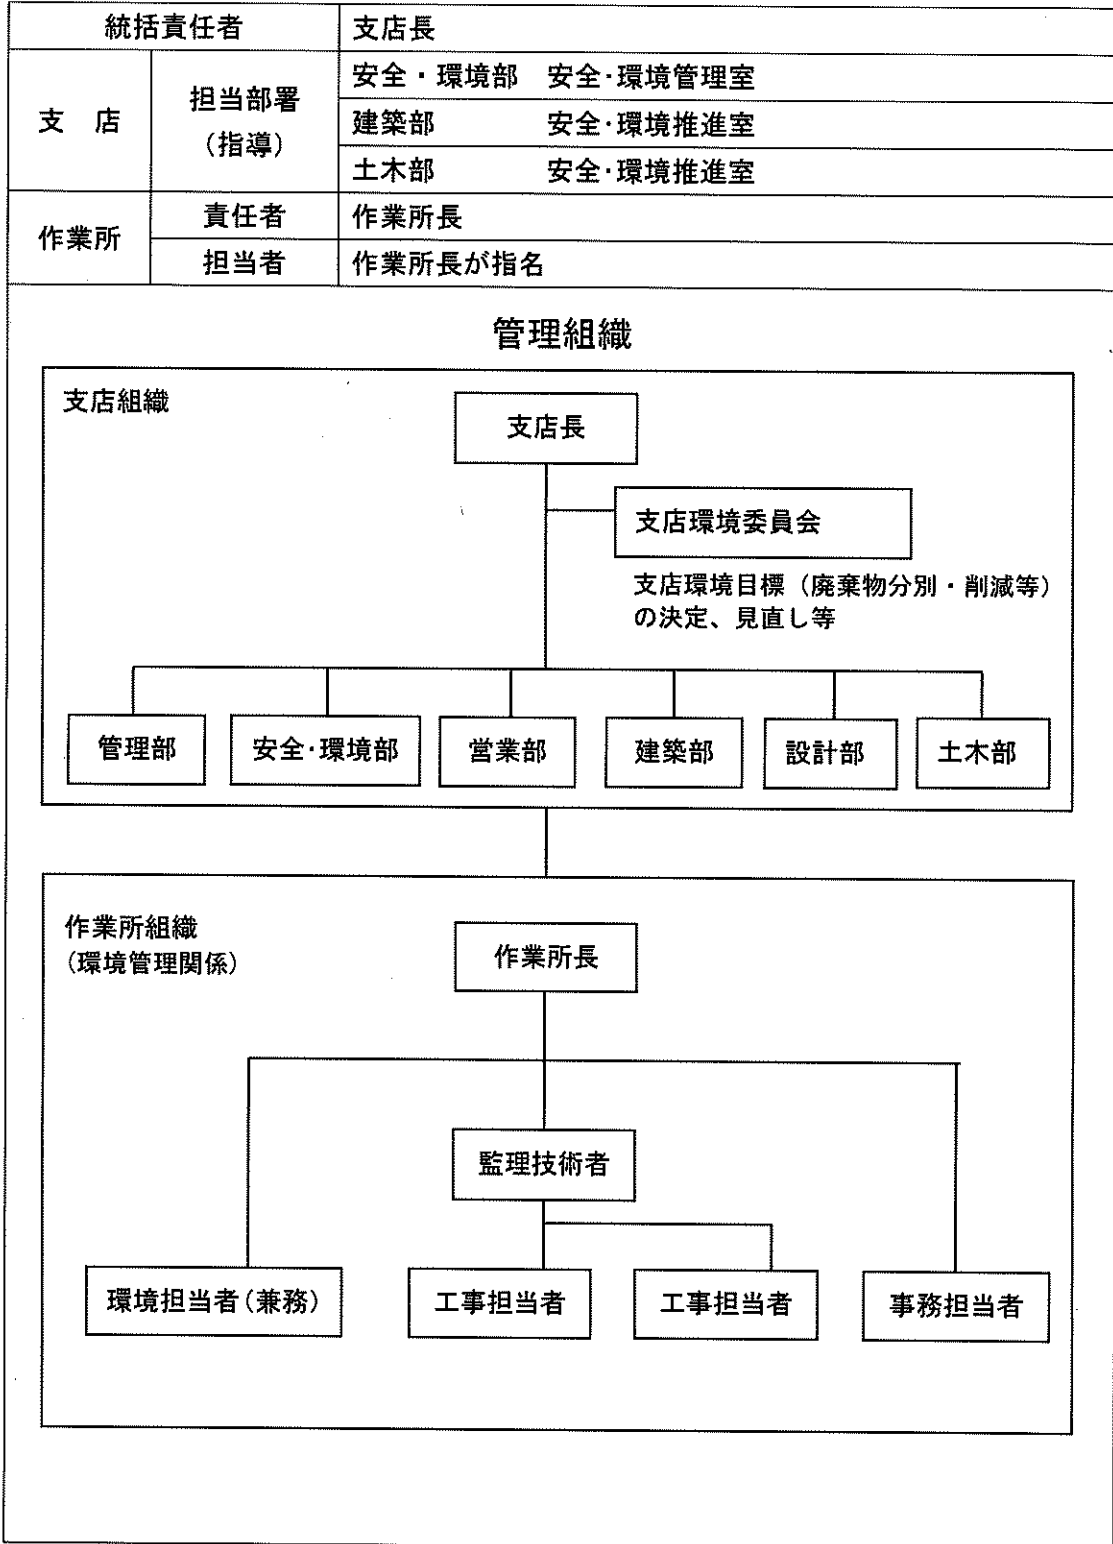 統括責任者 支店長
支 店 担当部署 (指導) 安全・環境部 安全・環境管理室
建築部 安全・環境推進室
土木部 安全・環境推進室
作業所 責任者 作業所長
担当者 作業所長が指名
管理組織
支店組織
支店長
支店環境委員会
支店環境目標(廃棄物分別・削減等)
の決定、見直し等
管理部 安全・環境部 営業部 建築部 設計部 土木部
作業所組織
(環境管理関係)
作業所長
監理技術者
環境担当者(兼務) 工事担当者 工事担当者 事務担当者